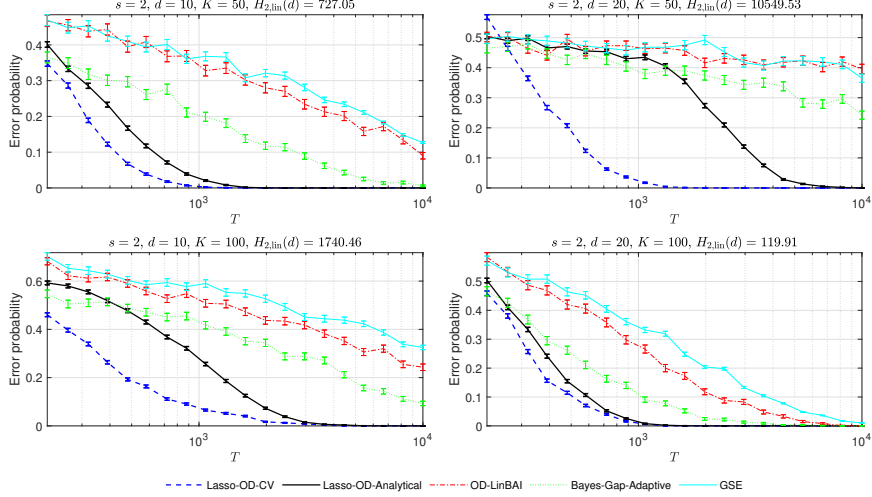 s = 2, d = 10, K = 50, H2,lin(d) = 727.05
Error probability
0.4
0.3
0.2
0.1
0
10^3
10^4
T
s = 2, d = 20, K = 50, H2,lin(d) = 10549.53
Error probability
0.5
0.4
0.3
0.2
0.1
0
10^3
10^4
T
s = 2, d = 10, K = 100, H2,lin(d) = 1740.46
Error probability
0.6
0.4
0.2
0
10^3
10^4
T
s = 2, d = 20, K = 100, H2,lin(d) = 119.91
Error probability
0.5
0.4
0.3
0.2
0.1
0
10^3
10^4
T
Lasso-OD-CV Lasso-OD-Analytical OD-LinBAI Bayes-Gap-Adaptive GSE